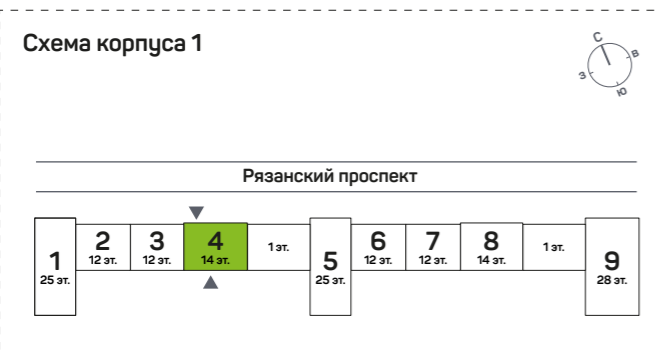 Схема корпуса 1
С
В
З
Ю
Рязанский проспект
1
25 эт.
2
12 эт.
3
12 эт.
4
14 эт.
1 эт.
5
25 эт.
6
12 эт.
7
12 эт.
8
14 эт.
1 эт.
9
28 эт.